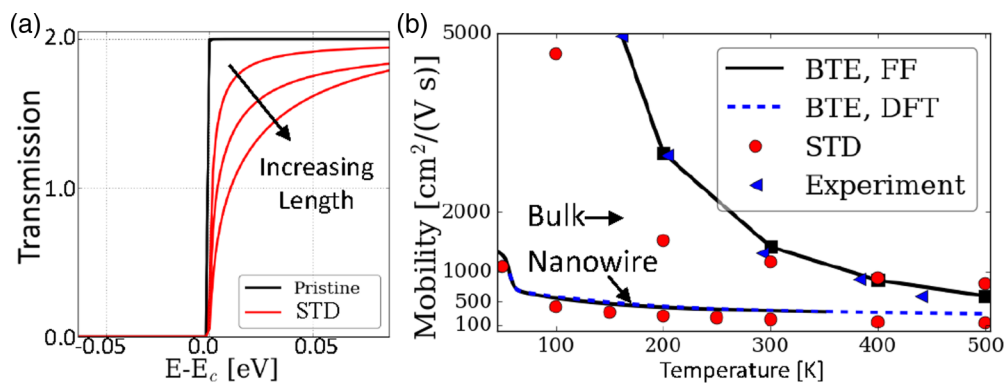 (a)
Transmission
2.0
1.0
0.0
-0.05
0.0
0.05
E-E_c [eV]
Increasing
Length
Pristine
STD
(b)
Mobility [cm²/(V s)]
5000
2000
1000
500
100
100
200
300
400
500
Temperature [K]
Bulk
Nanowire
BTE, FF
BTE, DFT
STD
Experiment